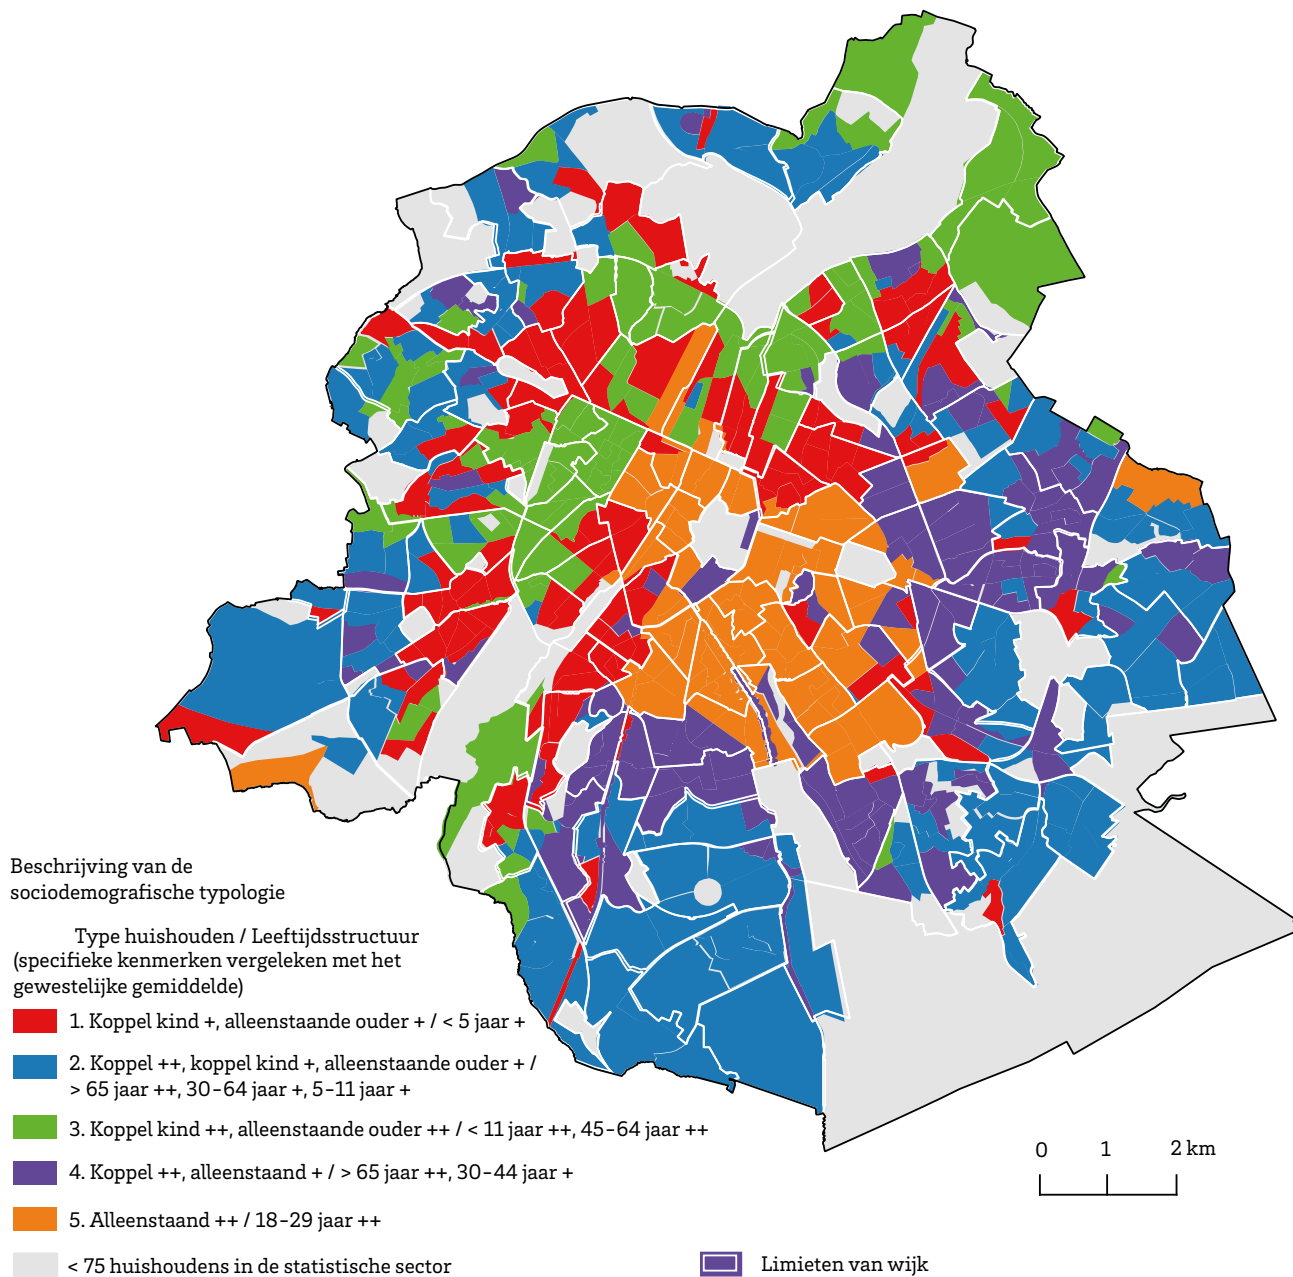 Beschrijving van de
sociodemografische typologie
Type huishouden / Leeftijdsstructuur
(specifieke kenmerken vergeleken met het
gewestelijke gemiddelde)
1. Koppel kind +, alleenstaande ouder + / < 5 jaar +
2. Koppel ++, koppel kind +, alleenstaande ouder + /
> 65 jaar ++, 30-64 jaar +, 5-11 jaar +
3. Koppel kind ++, alleenstaande ouder ++ / < 11 jaar ++, 45-64 jaar ++
4. Koppel ++, alleenstaand + / > 65 jaar ++, 30-44 jaar +
5. Alleenstaand ++ / 18-29 jaar ++
< 75 huishoudens in de statistische sector
Limieten van wijk
0 1 2 km